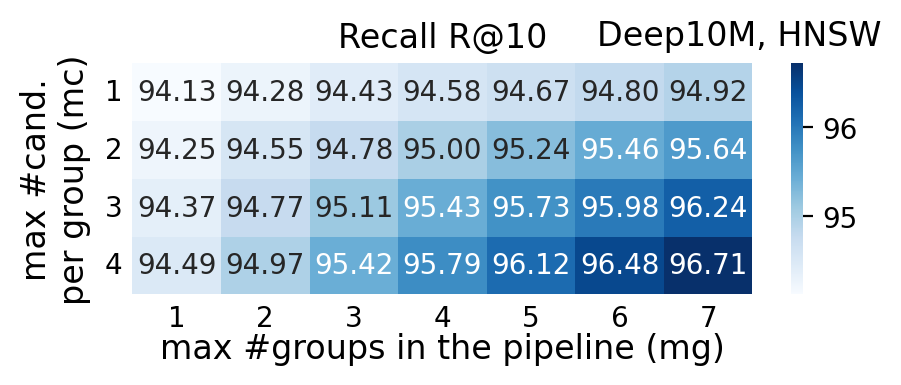 Recall R@10 Deep10M, HNSW
max #cand.
per group (mc)
1 94.13 94.28 94.43 94.58 94.67 94.80 94.92
2 94.25 94.55 94.78 95.00 95.24 95.46 95.64
3 94.37 94.77 95.11 95.43 95.73 95.98 96.24
4 94.49 94.97 95.42 95.79 96.12 96.48 96.71
1 2 3 4 5 6 7
max #groups in the pipeline (mg)
96
95